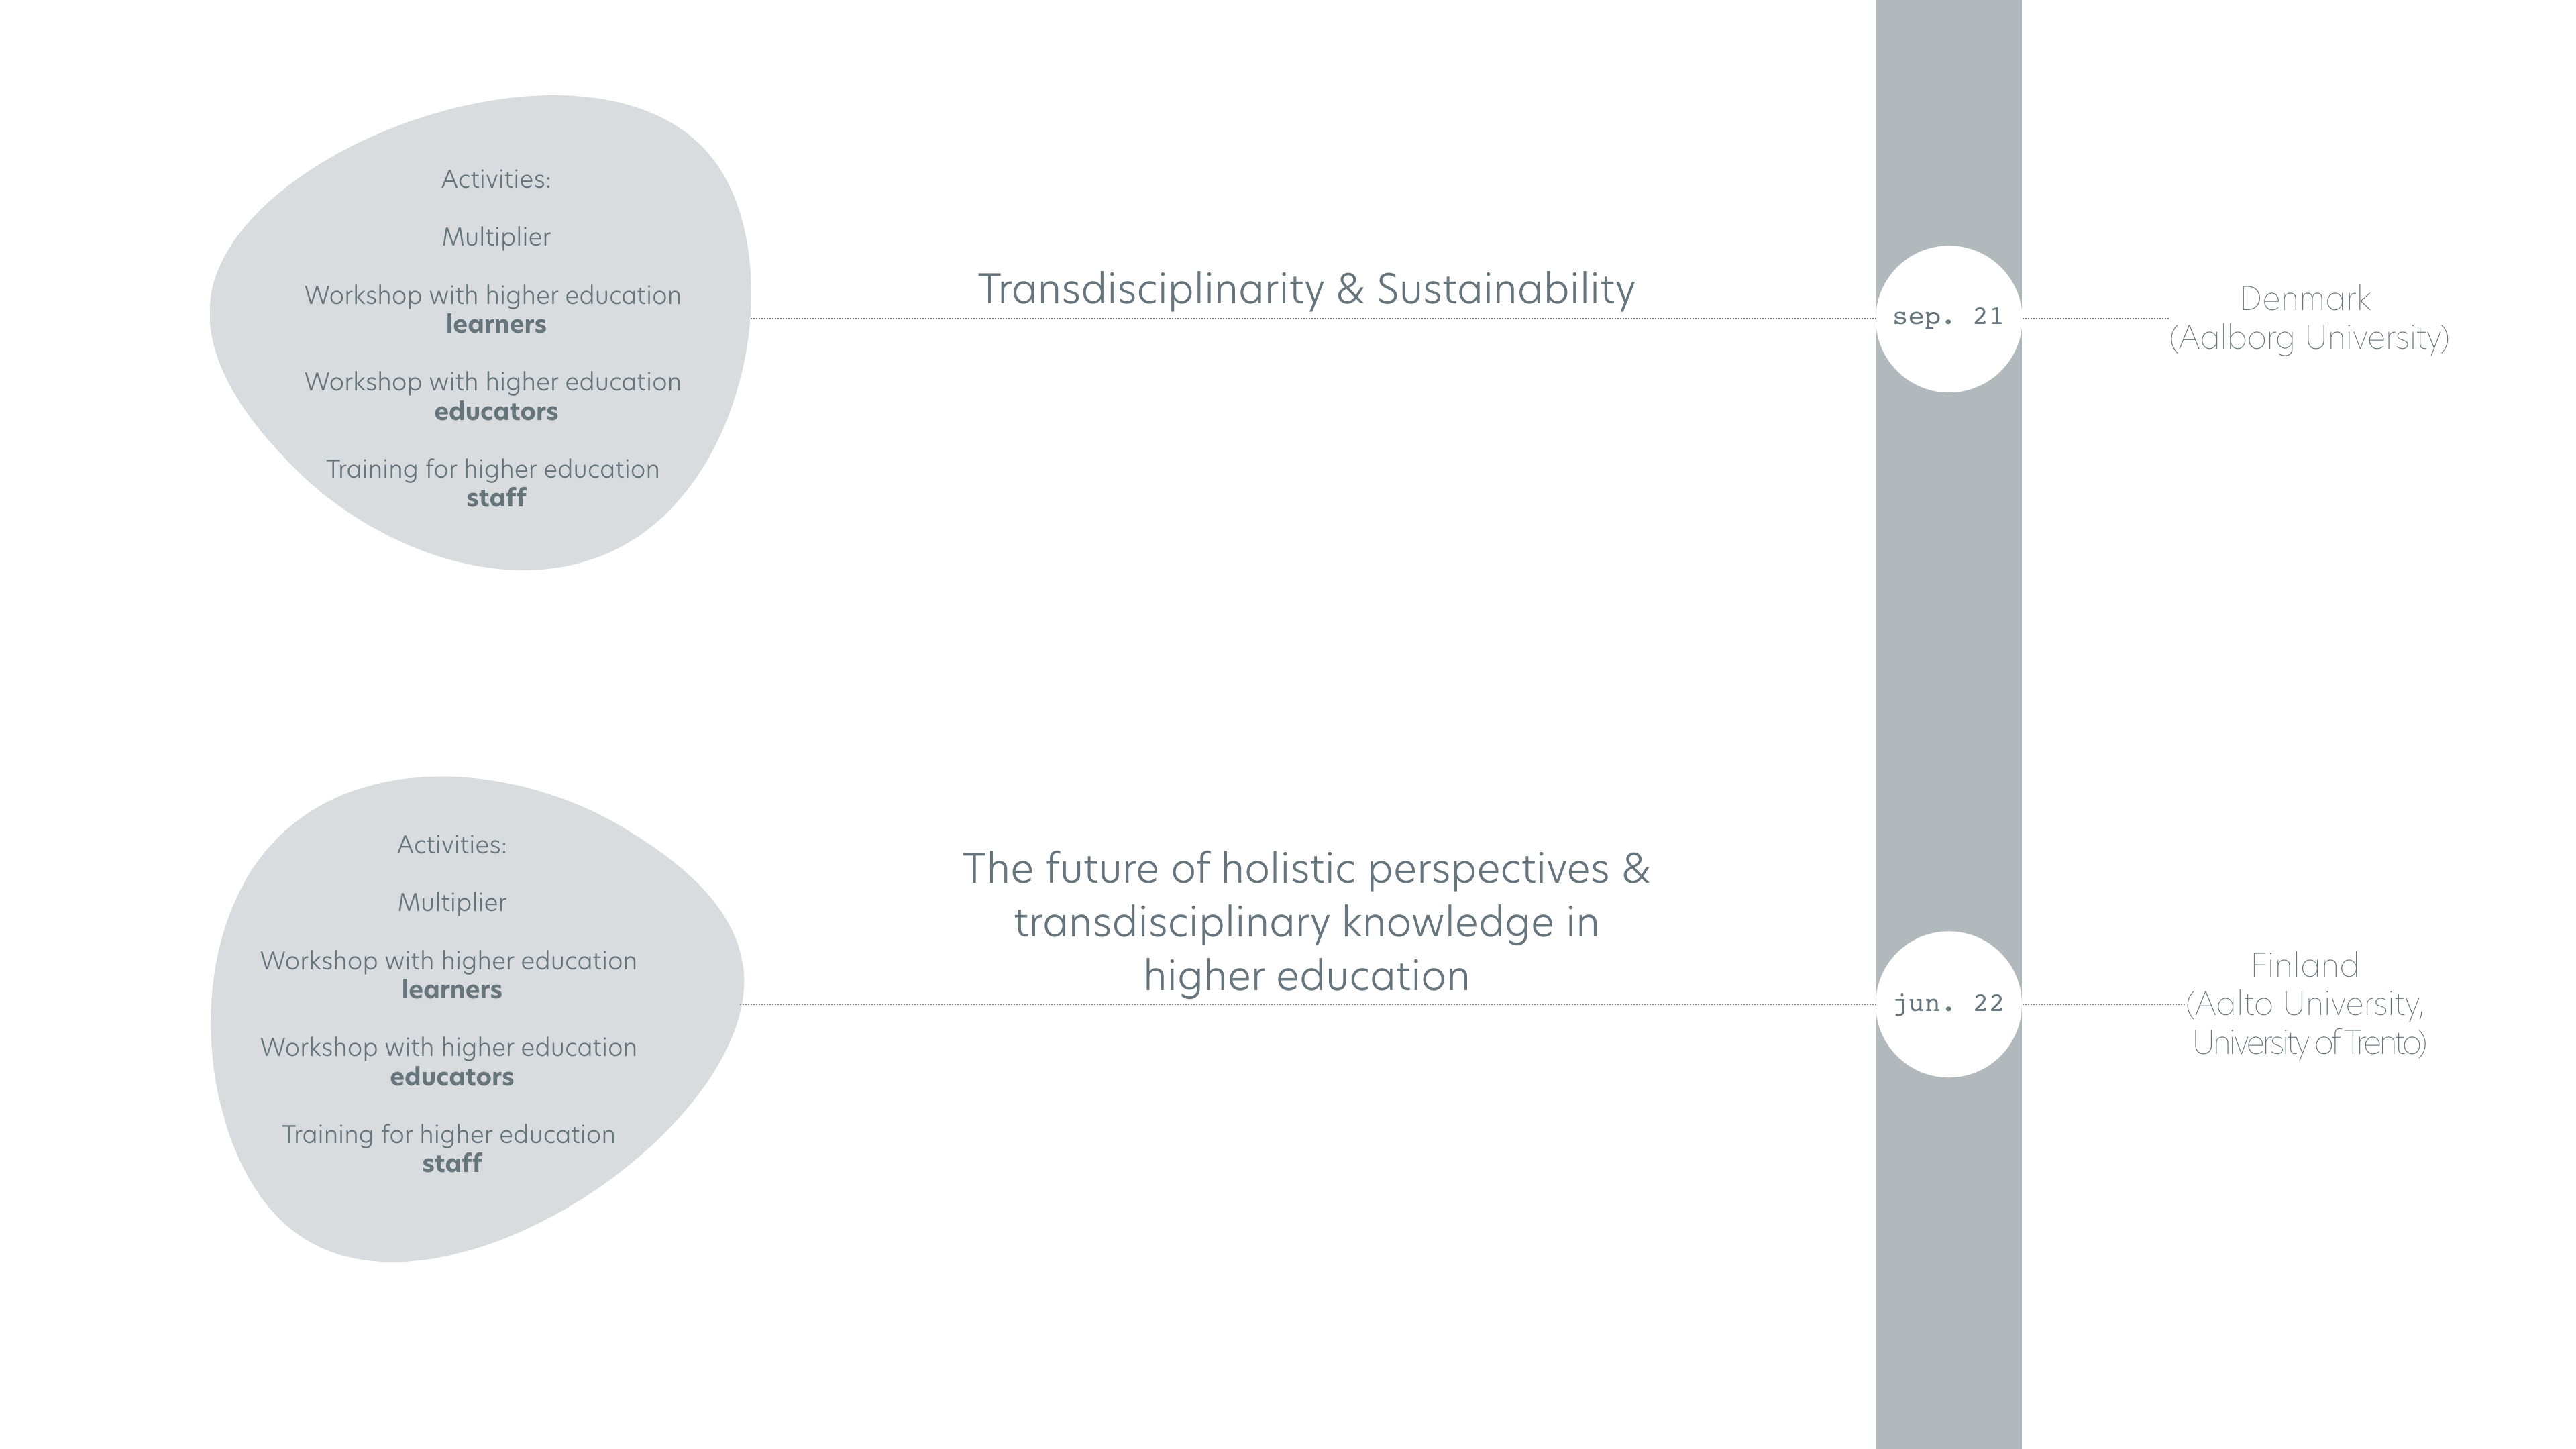 Activities:
Multiplier
Workshop with higher education
learners
Workshop with higher education
educators
Training for higher education
staff
Transdisciplinarity & Sustainability
sep. 21
Denmark
(Aalborg University)
Activities:
Multiplier
Workshop with higher education
learners
Workshop with higher education
educators
Training for higher education
staff
The future of holistic perspectives &
transdisciplinary knowledge in
higher education
jun. 22
Finland
(Aalto University,
University of Trento)